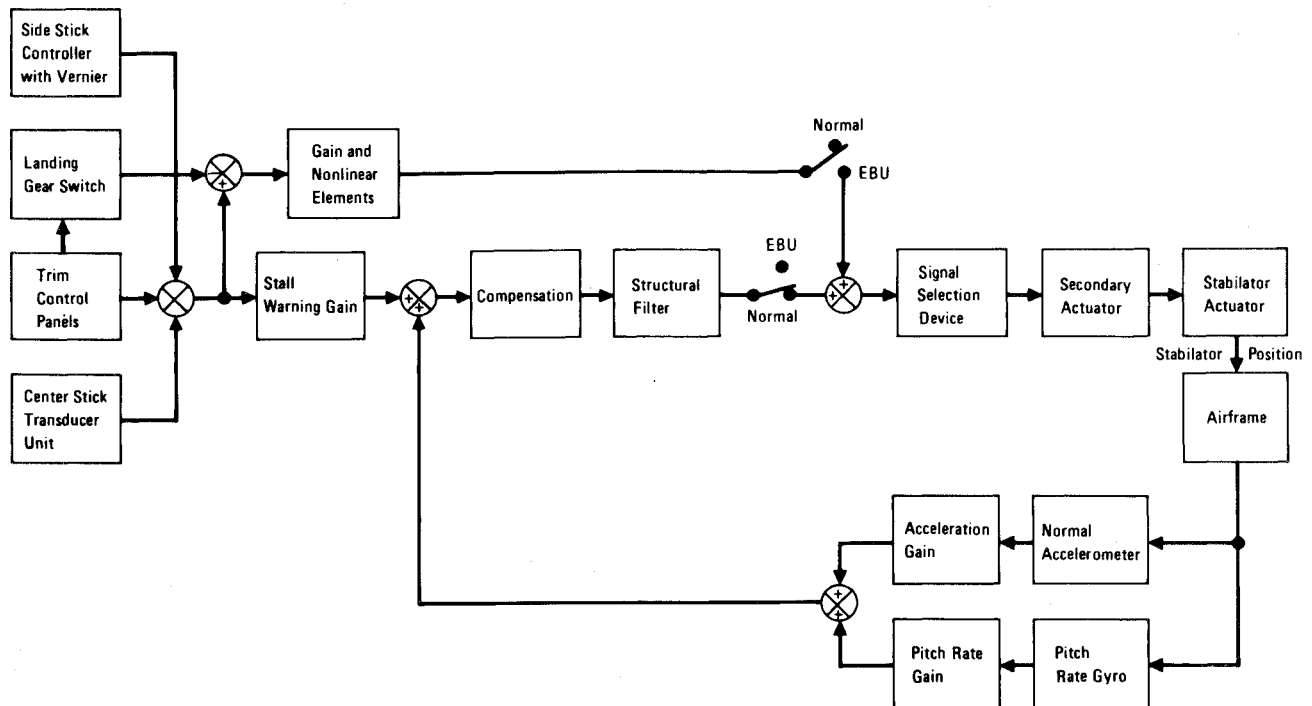 Side Stick
Controller
with Vernier
Landing
Gear Switch
Trim
Control
Panels
Center Stick
Transducer
Unit
+
Gain and
Nonlinear
Elements
Normal
EBU
Stall
Warning Gain
+
+
Compensation
Structural
Filter
EBU
Normal
+
+
Signal
Selection
Device
Secondary
Actuator
Stabilator
Actuator
Stabilator Position
Airframe
Acceleration
Gain
Normal
Accelerometer
+
+
Pitch Rate
Gain
Pitch
Rate Gyro